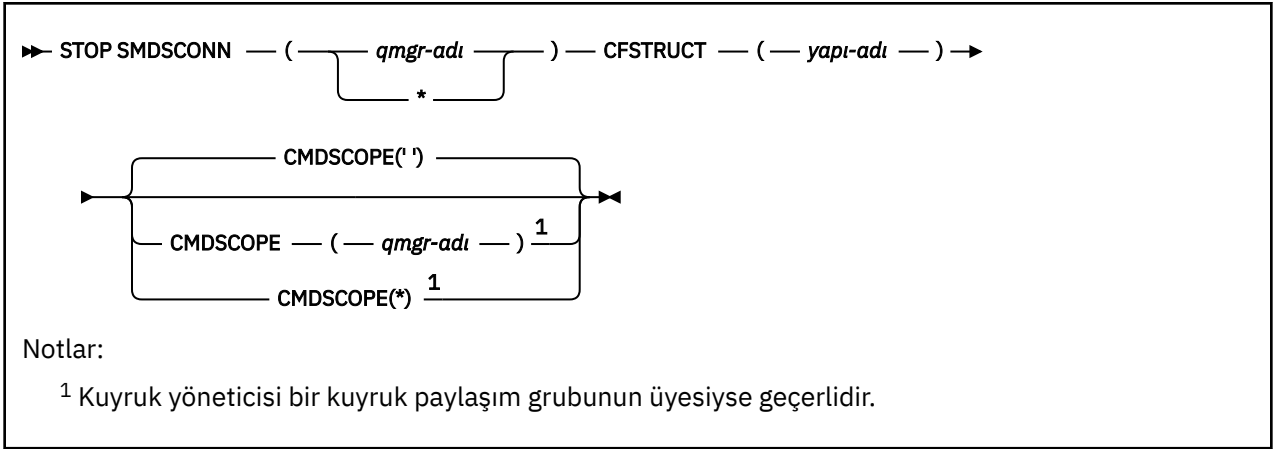 STOP SMDSCONN ( qmgr-adı ) CFSTRUCT ( yapı-adı )
*
CMDSCOPE(' ')
CMDSCOPE ( qmgr-adı ) 1
CMDSCOPE(*) 1
Notlar:
1 Kuyruk yöneticisi bir kuyruk paylaşım grubunun üyesiyse geçerlidir.